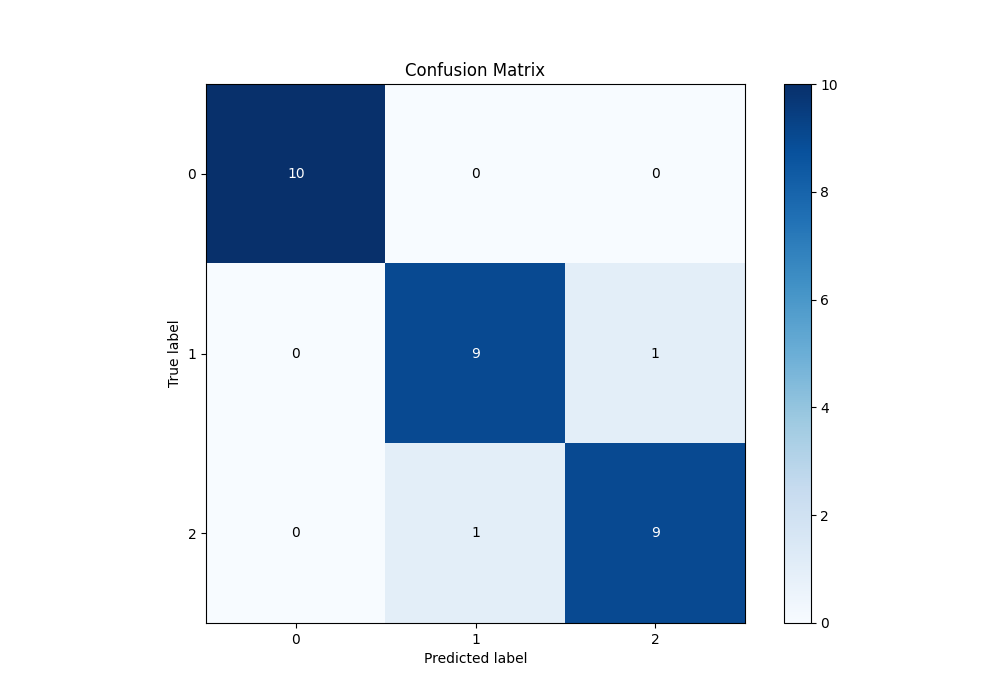 Confusion Matrix
10
0 10 0 0
8
6
True label
1 0 9 1
4
2
2 0 1 9
0
0 1 2
Predicted label